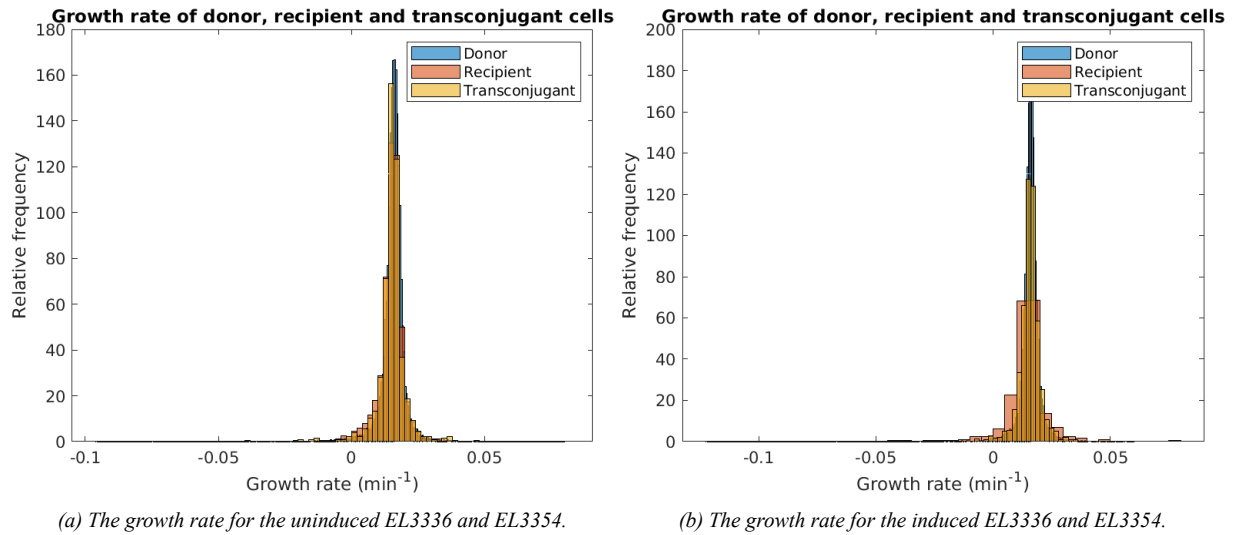 Growth rate of donor, recipient and transconjugant cells
180
160
140
120
100
80
60
40
20
0
Relative frequency
Donor
Recipient
Transconjugant
-0.1
-0.05
0
0.05
Growth rate (min-1)
(a) The growth rate for the uninduced EL3336 and EL3354.
Growth rate of donor, recipient and transconjugant cells
200
180
160
140
120
100
80
60
40
20
0
Relative frequency
Donor
Recipient
Transconjugant
-0.1
-0.05
0
0.05
Growth rate (min-1)
(b) The growth rate for the induced EL3336 and EL3354.